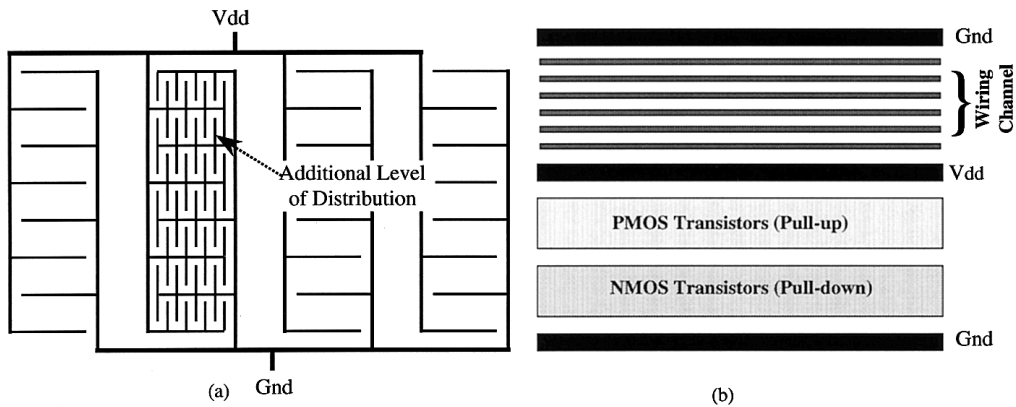 Vdd
Additional Level
of Distribution
(a)
Gnd
Gnd
Wiring
Channel
Vdd
PMOS Transistors (Pull-up)
NMOS Transistors (Pull-down)
Gnd
(b)